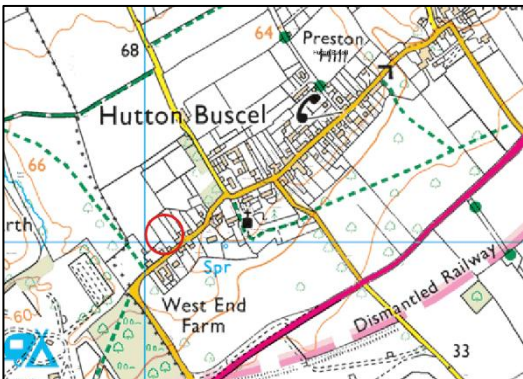 64
Preston
Hill
68
Hutton Buscel
66
rth
Spr
West End
Farm
60
Dismantled Railway
33